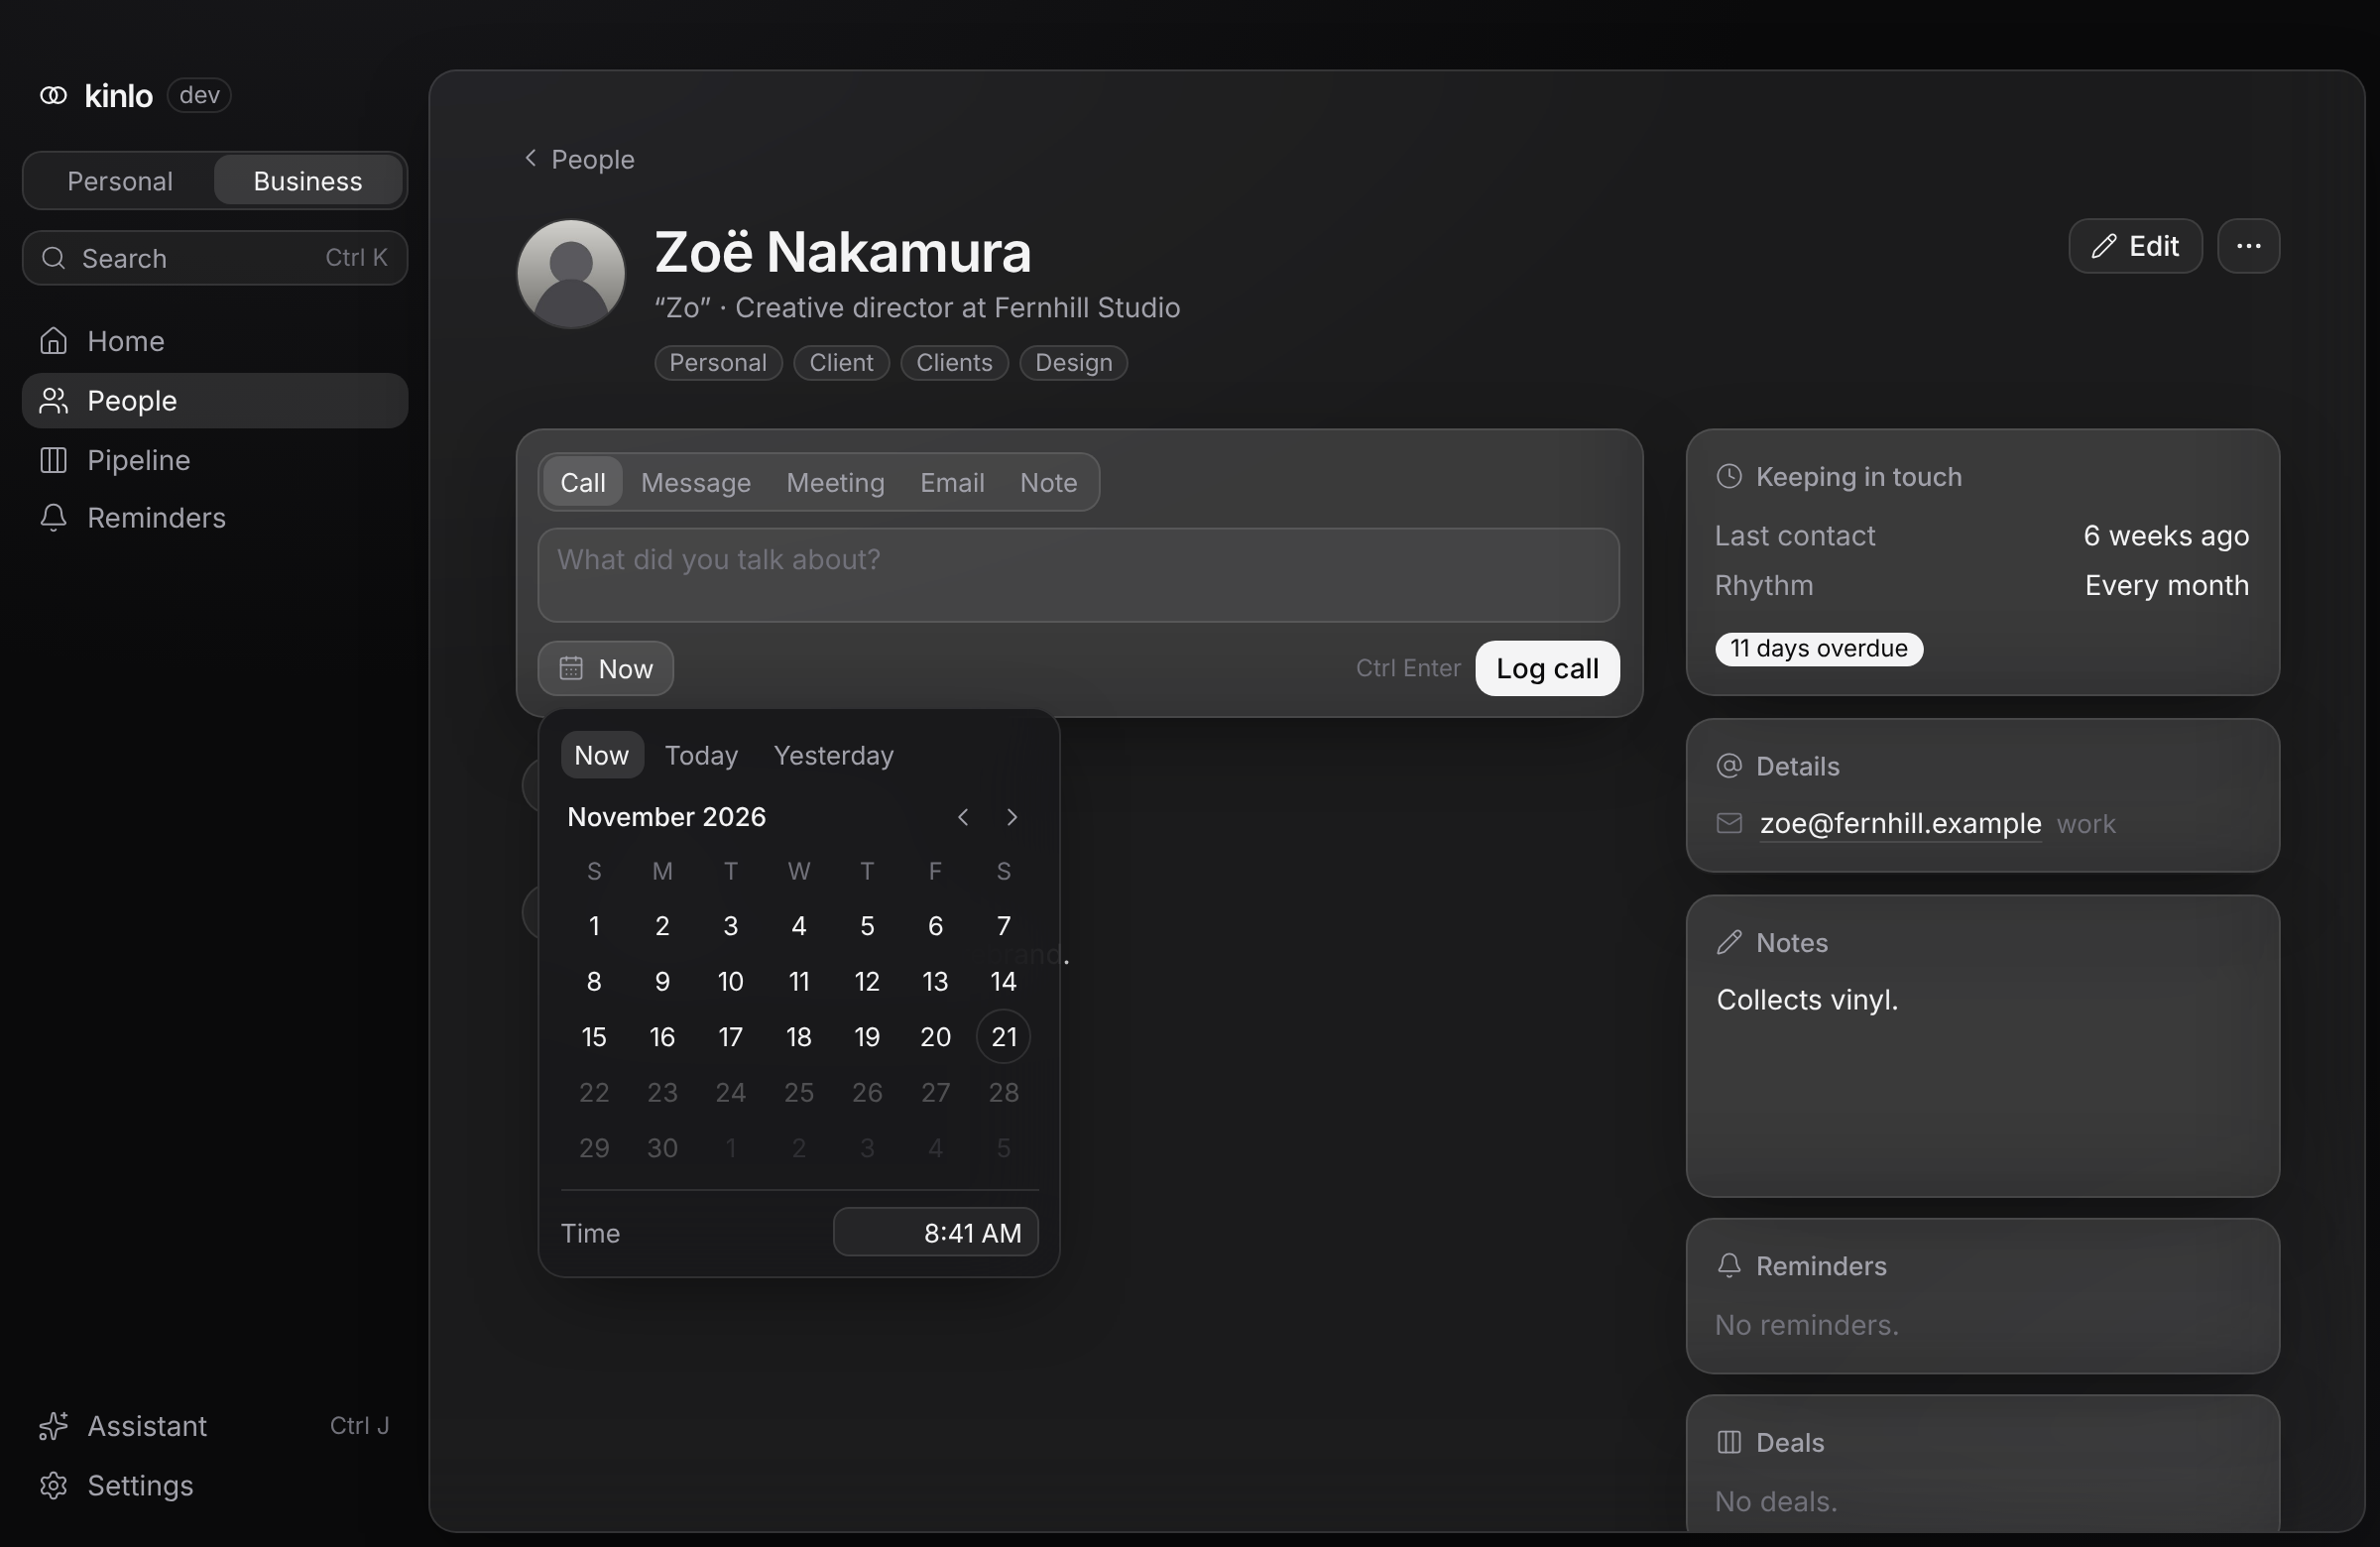 kinlo dev
Personal Business
Search Ctrl K
Home
People
Pipeline
Reminders
Assistant Ctrl J
Settings
People
Zoë Nakamura
“Zo” · Creative director at Fernhill Studio
Personal Client Clients Design
Edit
Call Message Meeting Email Note
What did you talk about?
Now Ctrl Enter Log call
Now Today Yesterday
November 2026
S M T W T F S
1 2 3 4 5 6 7
8 9 10 11 12 13 14
15 16 17 18 19 20 21
22 23 24 25 26 27 28
29 30 1 2 3 4 5
Time 8:41 AM
Keeping in touch
Last contact 6 weeks ago
Rhythm Every month
11 days overdue
Details
zoe@fernhill.example work
Notes
Collects vinyl.
Reminders
No reminders.
Deals
No deals.